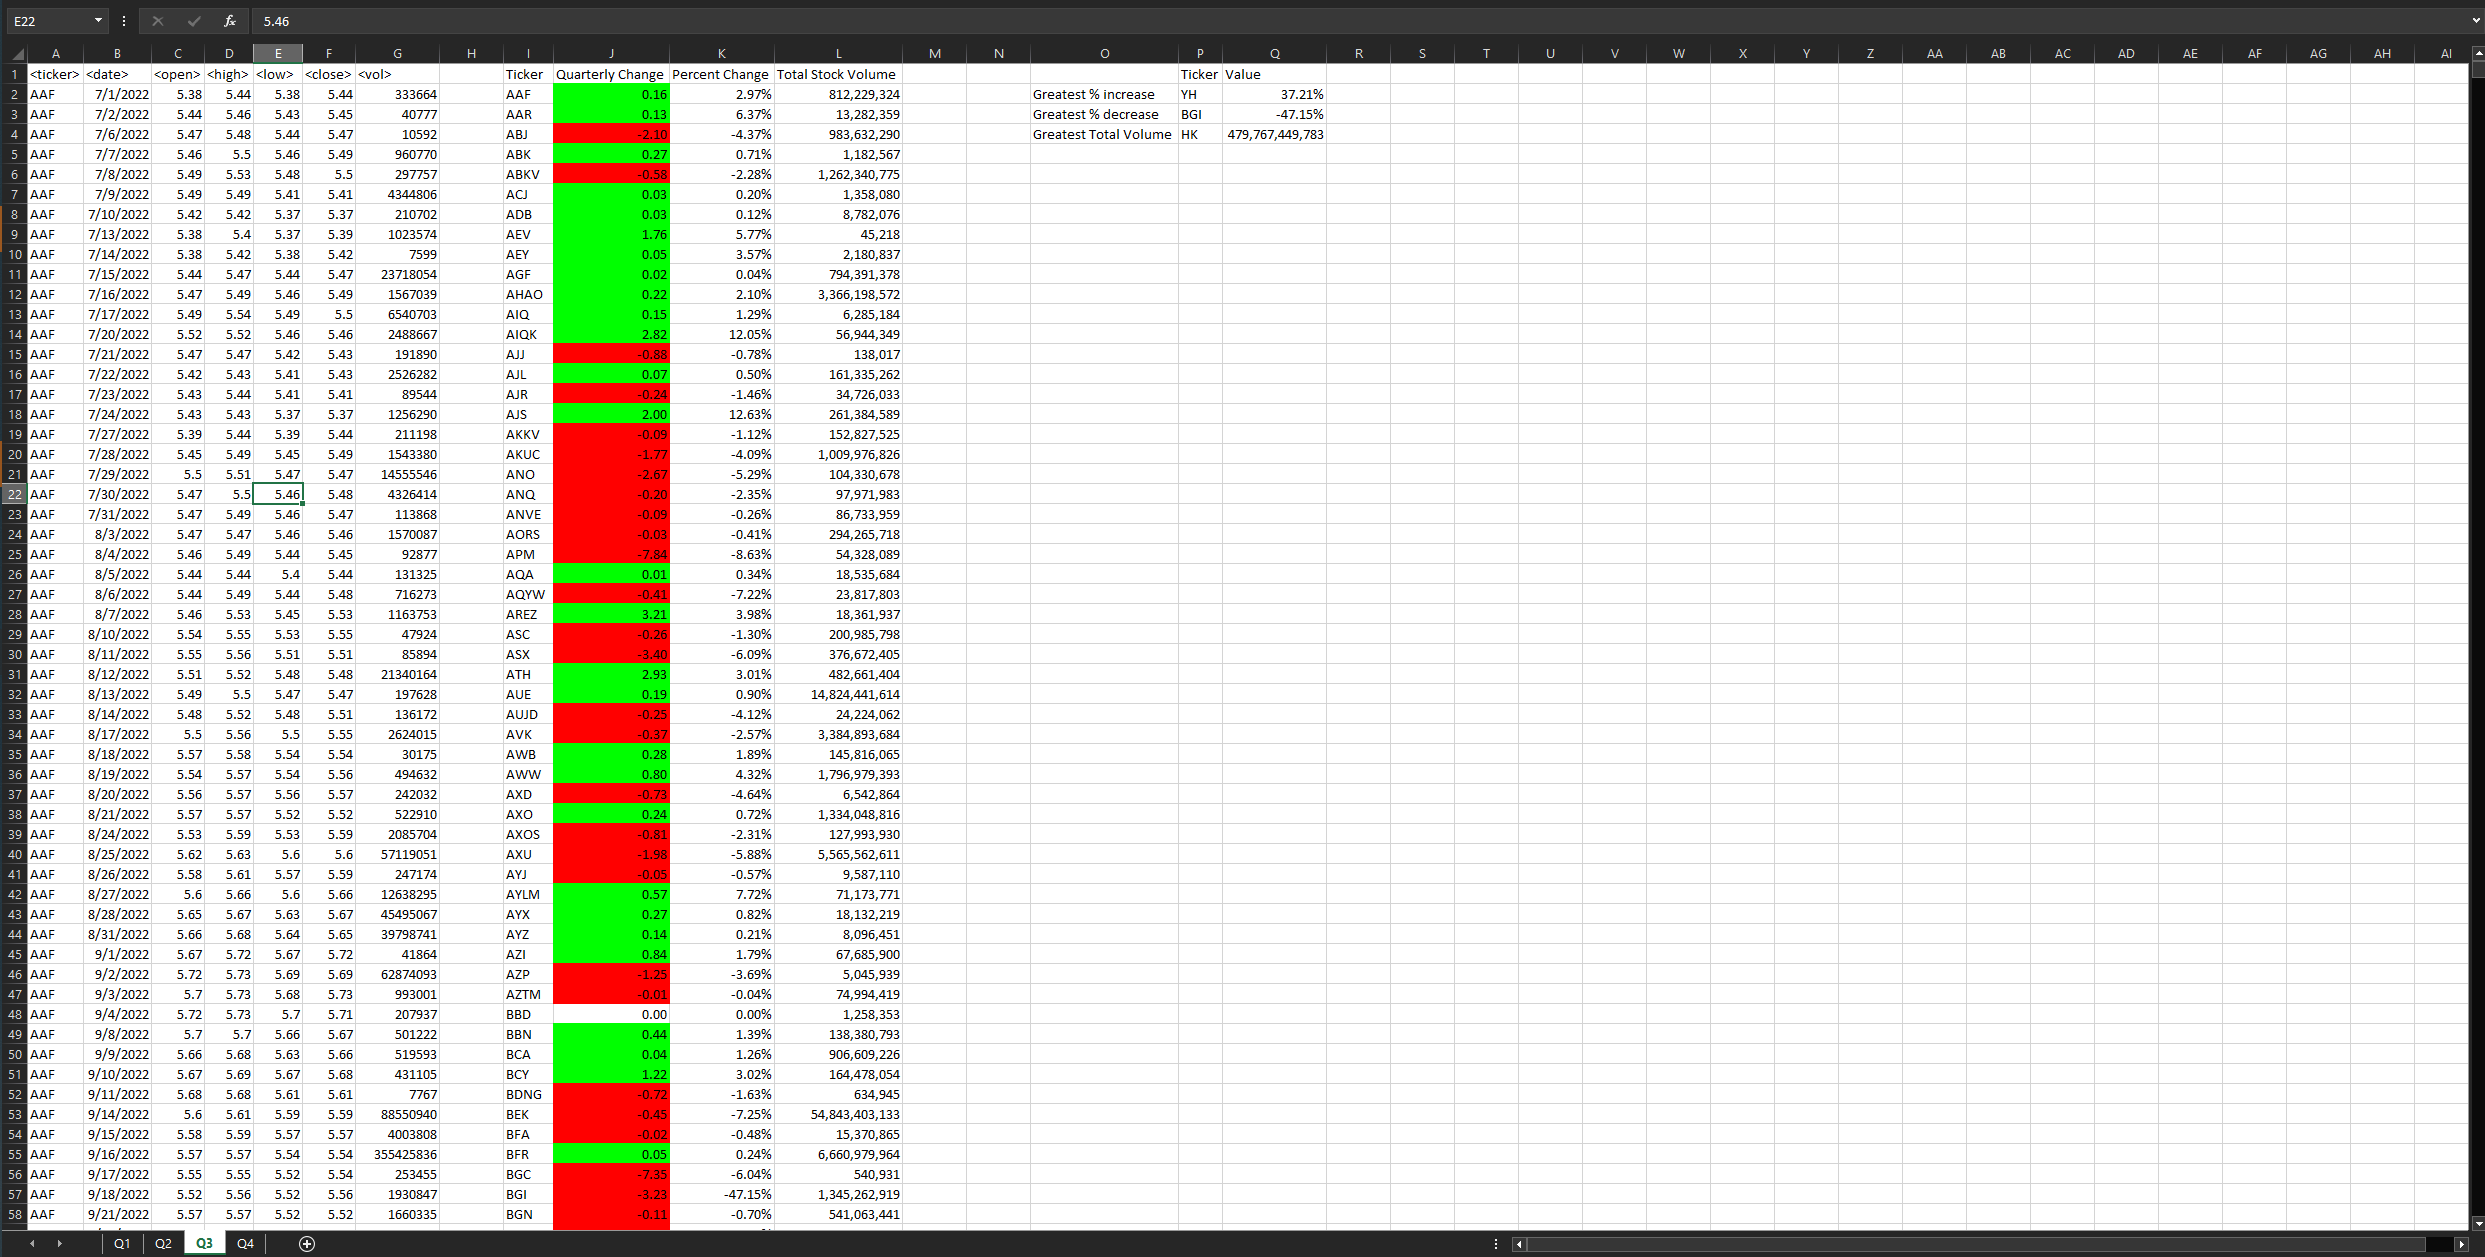 E22 fx 5.46
A B C D E F G H I J K L M N O P Q R S T U V W X Y Z AA AB AC AD AE AF AG AH AI
1 <ticker> <date> <open> <high> <low> <close> <vol> Ticker Quarterly Change Percent Change Total Stock Volume Ticker Value
2 AAF 7/1/2022 5.38 5.44 5.38 5.44 333664 AAF 0.16 2.97% 812,229,324 Greatest % increase YH 37.21%
3 AAF 7/2/2022 5.44 5.46 5.43 5.45 40777 AAR 0.13 6.37% 13,282,359 Greatest % decrease BGI -47.15%
4 AAF 7/6/2022 5.47 5.48 5.44 5.47 10592 ABJ -2.10 -4.37% 983,632,290 Greatest Total Volume HK 479,767,449,783
5 AAF 7/7/2022 5.46 5.5 5.46 5.49 960770 ABK 0.27 0.71% 1,182,567
6 AAF 7/8/2022 5.49 5.53 5.48 5.5 297757 ABKV -0.58 -2.28% 1,262,340,775
7 AAF 7/9/2022 5.49 5.49 5.41 5.41 4344806 ACJ 0.03 0.20% 1,358,080
8 AAF 7/10/2022 5.42 5.42 5.37 5.37 210702 ADB 0.03 0.12% 8,782,076
9 AAF 7/13/2022 5.38 5.4 5.37 5.39 1023574 AEV 1.76 5.77% 45,218
10 AAF 7/14/2022 5.38 5.42 5.38 5.42 7599 AEY 0.05 3.57% 2,180,837
11 AAF 7/15/2022 5.44 5.47 5.44 5.47 23718054 AGF 0.02 0.04% 794,391,378
12 AAF 7/16/2022 5.47 5.49 5.46 5.49 1567039 AHAO 0.22 2.10% 3,366,198,572
13 AAF 7/17/2022 5.49 5.54 5.49 5.5 6540703 AIQ 0.15 1.29% 6,285,184
14 AAF 7/20/2022 5.52 5.52 5.46 5.46 2488667 AIQK 2.82 12.05% 56,944,349
15 AAF 7/21/2022 5.47 5.47 5.42 5.43 191890 AJJ -0.88 -0.78% 138,017
16 AAF 7/22/2022 5.42 5.43 5.41 5.43 2526282 AJL 0.07 0.50% 161,335,262
17 AAF 7/23/2022 5.43 5.44 5.41 5.41 89544 AJR -0.24 -1.46% 34,726,033
18 AAF 7/24/2022 5.43 5.43 5.37 5.37 1256290 AJS 2.00 12.63% 261,384,589
19 AAF 7/27/2022 5.39 5.44 5.39 5.44 211198 AKKV -0.09 -1.12% 152,827,525
20 AAF 7/28/2022 5.45 5.49 5.45 5.49 1543380 AKUC -1.77 -4.09% 1,009,976,826
21 AAF 7/29/2022 5.5 5.51 5.47 5.47 14555546 ANO -2.67 -5.29% 104,330,678
22 AAF 7/30/2022 5.47 5.5 5.46 5.48 4326414 ANQ -0.20 -2.35% 97,971,983
23 AAF 7/31/2022 5.47 5.49 5.46 5.47 113868 ANVE -0.09 -0.26% 86,733,959
24 AAF 8/3/2022 5.47 5.47 5.46 5.46 1570087 AORS -0.03 -0.41% 294,265,718
25 AAF 8/4/2022 5.46 5.49 5.44 5.45 92877 APM -7.84 -8.63% 54,328,089
26 AAF 8/5/2022 5.44 5.44 5.4 5.44 131325 AQA 0.01 0.34% 18,535,684
27 AAF 8/6/2022 5.44 5.49 5.44 5.48 716273 AQYW -0.41 -7.22% 23,817,803
28 AAF 8/7/2022 5.46 5.53 5.45 5.53 1163753 AREZ 3.21 3.98% 18,361,937
29 AAF 8/10/2022 5.54 5.55 5.53 5.55 47924 ASC -0.26 -1.30% 200,985,798
30 AAF 8/11/2022 5.55 5.56 5.51 5.51 85894 ASX -3.40 -6.09% 376,672,405
31 AAF 8/12/2022 5.51 5.52 5.48 5.48 21340164 ATH 2.93 3.01% 482,661,404
32 AAF 8/13/2022 5.49 5.5 5.47 5.47 197628 AUE 0.19 0.90% 14,824,441,614
33 AAF 8/14/2022 5.48 5.52 5.48 5.51 136172 AUJD -0.25 -4.12% 24,224,062
34 AAF 8/17/2022 5.5 5.56 5.5 5.55 2624015 AVK -0.37 -2.57% 3,384,893,684
35 AAF 8/18/2022 5.57 5.58 5.54 5.54 30175 AWB 0.28 1.89% 145,816,065
36 AAF 8/19/2022 5.54 5.57 5.54 5.56 494632 AWW 0.80 4.32% 1,796,979,393
37 AAF 8/20/2022 5.56 5.57 5.56 5.57 242032 AXD -0.73 -4.64% 6,542,864
38 AAF 8/21/2022 5.57 5.57 5.52 5.52 522910 AXO 0.24 0.72% 1,334,048,816
39 AAF 8/24/2022 5.53 5.59 5.53 5.59 2085704 AXOS -0.81 -2.31% 127,993,930
40 AAF 8/25/2022 5.62 5.63 5.6 5.6 57119051 AXU -1.98 -5.88% 5,565,562,611
41 AAF 8/26/2022 5.58 5.61 5.57 5.59 247174 AYJ -0.05 -0.57% 9,587,110
42 AAF 8/27/2022 5.6 5.66 5.6 5.66 12638295 AYLM 0.57 7.72% 71,173,771
43 AAF 8/28/2022 5.65 5.67 5.63 5.67 45495067 AYX 0.27 0.82% 18,132,219
44 AAF 8/31/2022 5.66 5.68 5.64 5.65 39798741 AYZ 0.14 0.21% 8,096,451
45 AAF 9/1/2022 5.67 5.72 5.67 5.72 41864 AZI 0.84 1.79% 67,685,900
46 AAF 9/2/2022 5.72 5.73 5.69 5.69 62874093 AZP -1.25 -3.69% 5,045,939
47 AAF 9/3/2022 5.7 5.73 5.68 5.73 993001 AZTM -0.01 -0.04% 74,994,419
48 AAF 9/4/2022 5.72 5.73 5.7 5.71 207937 BBD 0.00 0.00% 1,258,353
49 AAF 9/8/2022 5.7 5.7 5.66 5.67 501222 BBN 0.44 1.39% 138,380,793
50 AAF 9/9/2022 5.66 5.68 5.63 5.66 519593 BCA 0.04 1.26% 906,609,226
51 AAF 9/10/2022 5.67 5.69 5.67 5.68 431105 BCY 1.22 3.02% 164,478,054
52 AAF 9/11/2022 5.68 5.68 5.61 5.61 7767 BDNG -0.72 -1.63% 634,945
53 AAF 9/14/2022 5.6 5.61 5.59 5.59 88550940 BEK -0.45 -7.25% 54,843,403,133
54 AAF 9/15/2022 5.58 5.59 5.57 5.57 4003808 BFA -0.02 -0.48% 15,370,865
55 AAF 9/16/2022 5.57 5.57 5.54 5.54 355425836 BFR 0.05 0.24% 6,660,979,964
56 AAF 9/17/2022 5.55 5.55 5.52 5.54 253455 BGC -7.35 -6.04% 540,931
57 AAF 9/18/2022 5.52 5.56 5.52 5.56 1930847 BGI -3.23 -47.15% 1,345,262,919
58 AAF 9/21/2022 5.57 5.57 5.52 5.52 1660335 BGN -0.11 -0.70% 541,063,441
Q1 Q2 Q3 Q4